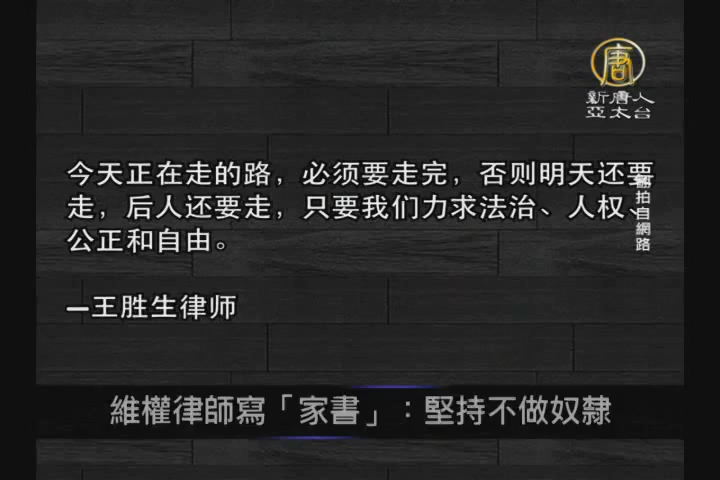 唐
新唐人
亞太台
今天正在走的路，必须要走完，否则明天还要
走，后人还要走，只要我们力求法治、人权、
公正和自由。
—王胜生律师
翻拍自網路
維權律師寫「家書」：堅持不做奴隸